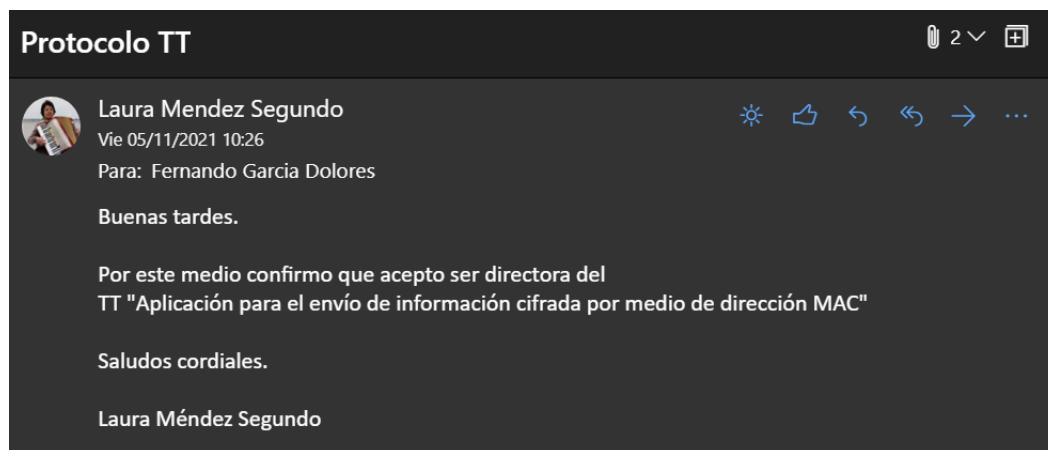 Protocolo TT
2
Laura Mendez Segundo
Vie 05/11/2021 10:26
Para: Fernando Garcia Dolores
Buenas tardes.
Por este medio confirmo que acepto ser directora del
TT "Aplicación para el envío de información cifrada por medio de dirección MAC"
Saludos cordiales.
Laura Méndez Segundo